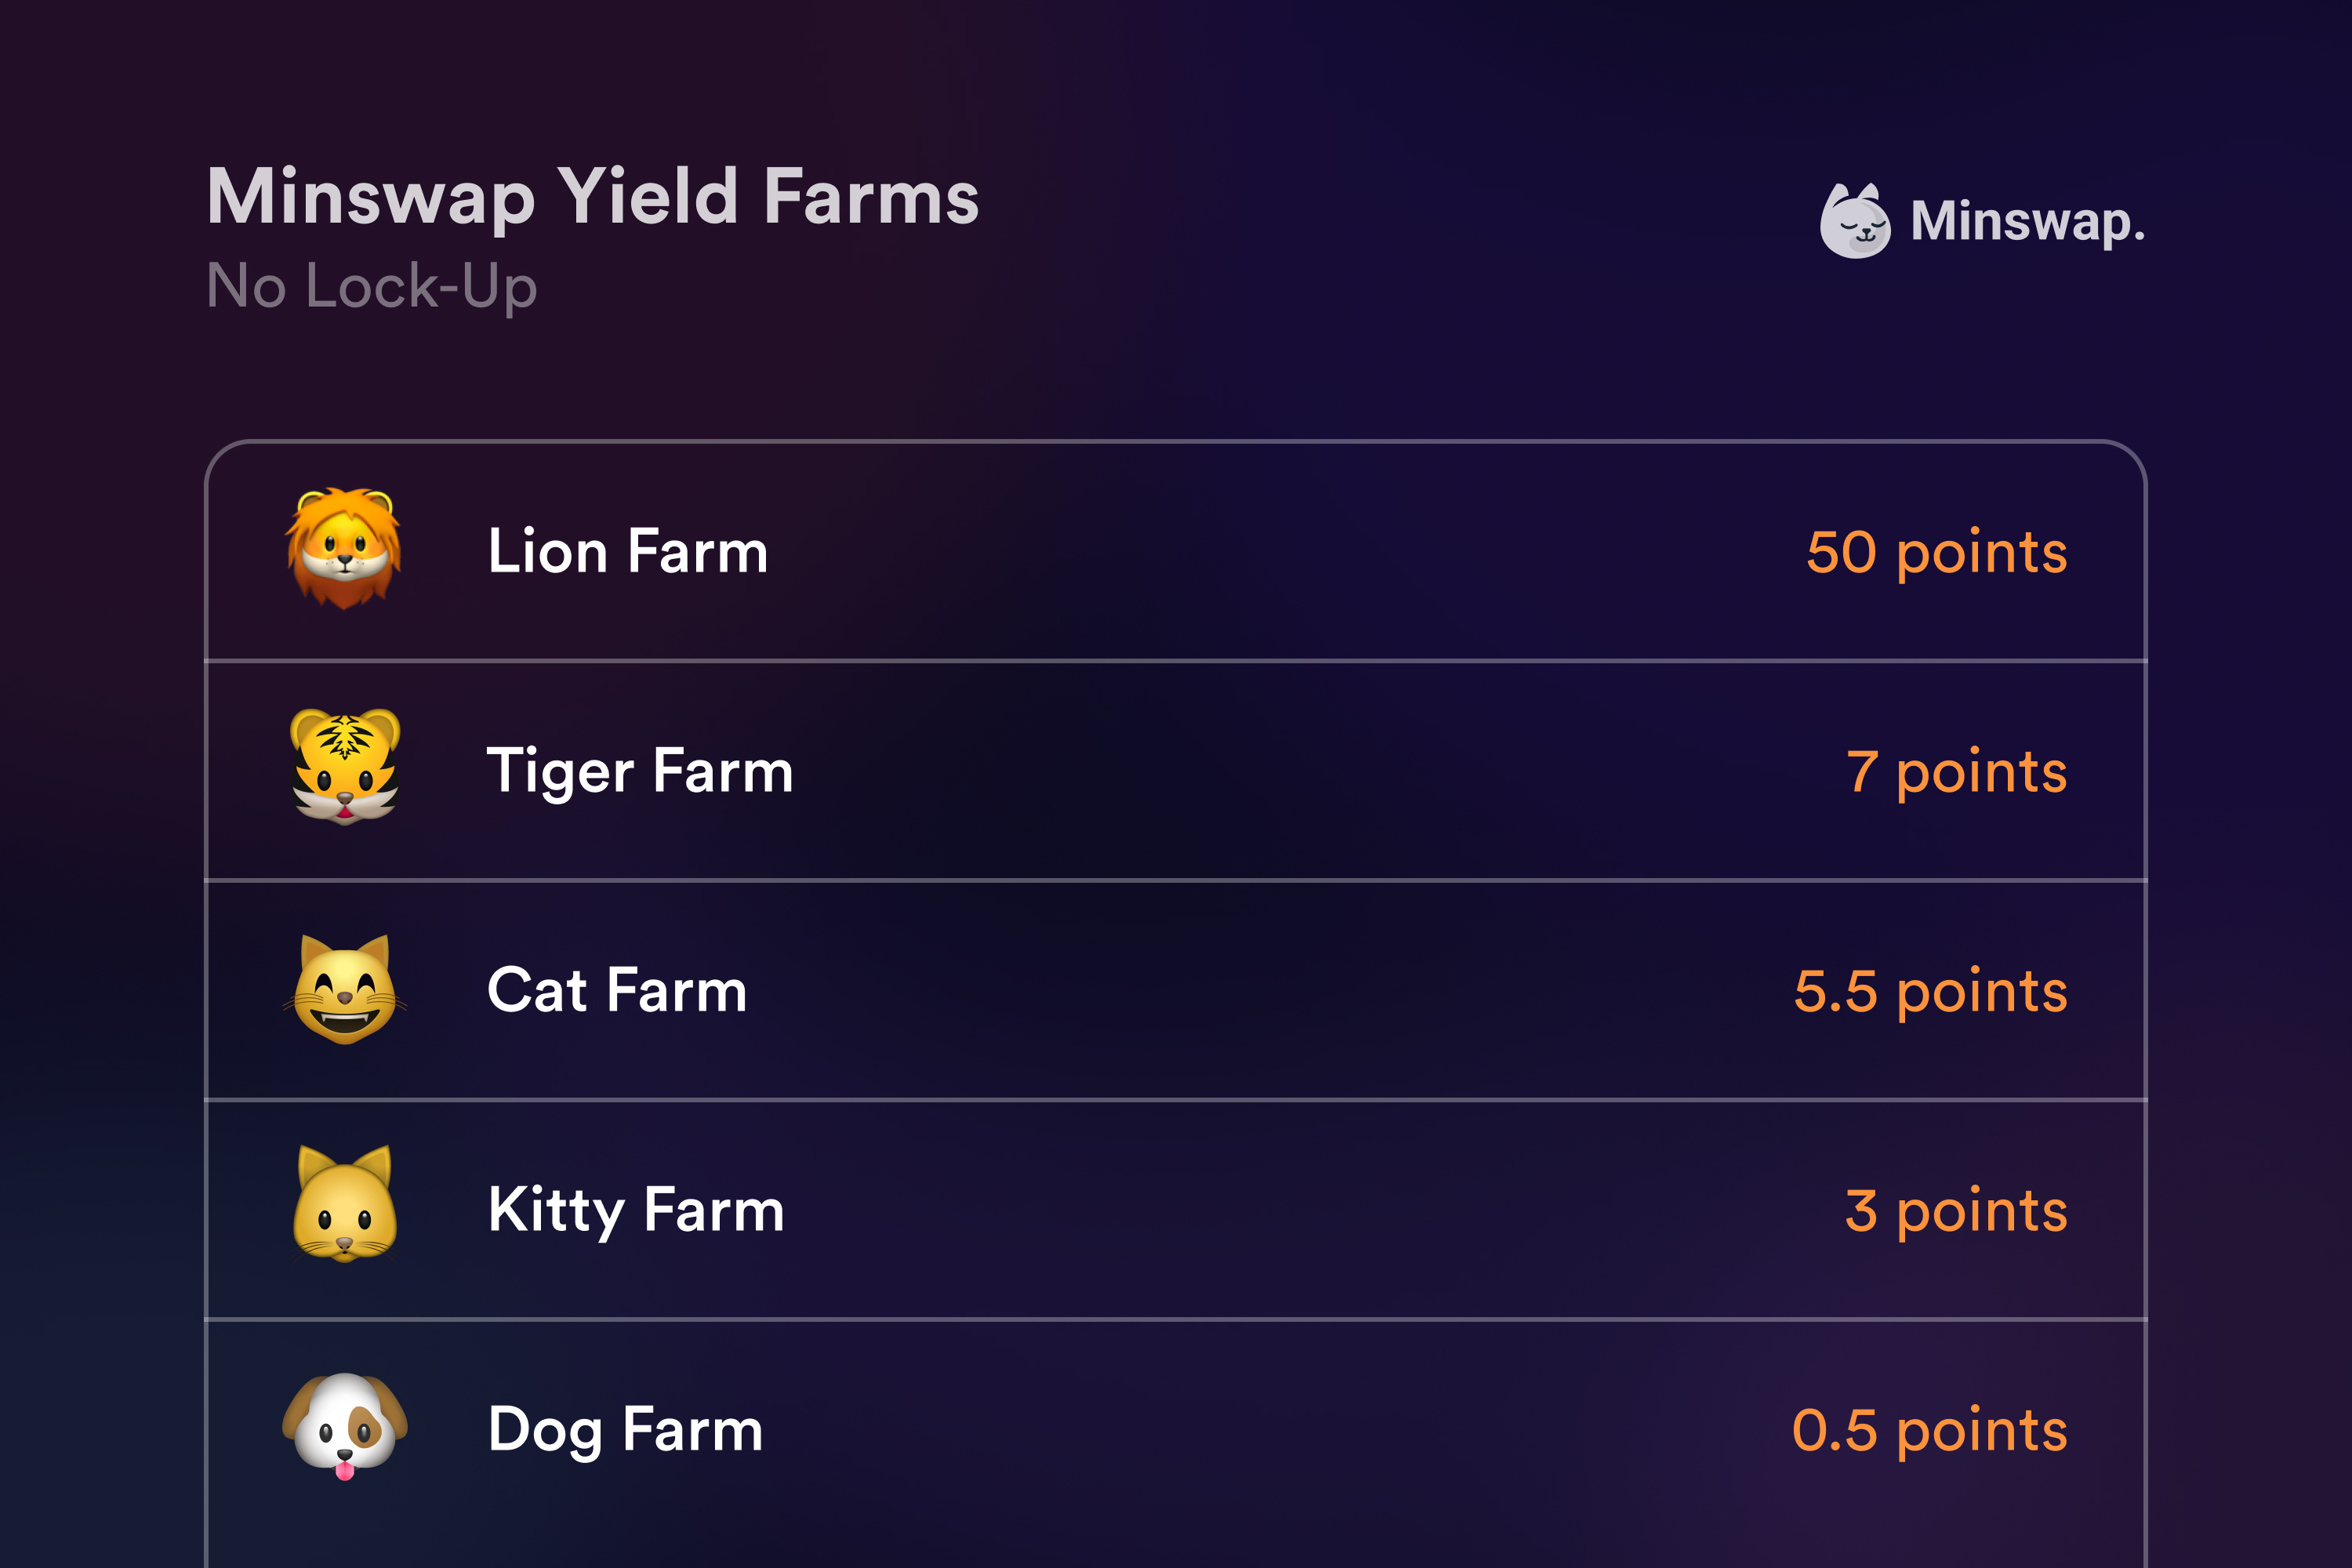 Minswap Yield Farms
No Lock-Up
Minswap.
Lion Farm 50 points
Tiger Farm 7 points
Cat Farm 5.5 points
Kitty Farm 3 points
Dog Farm 0.5 points